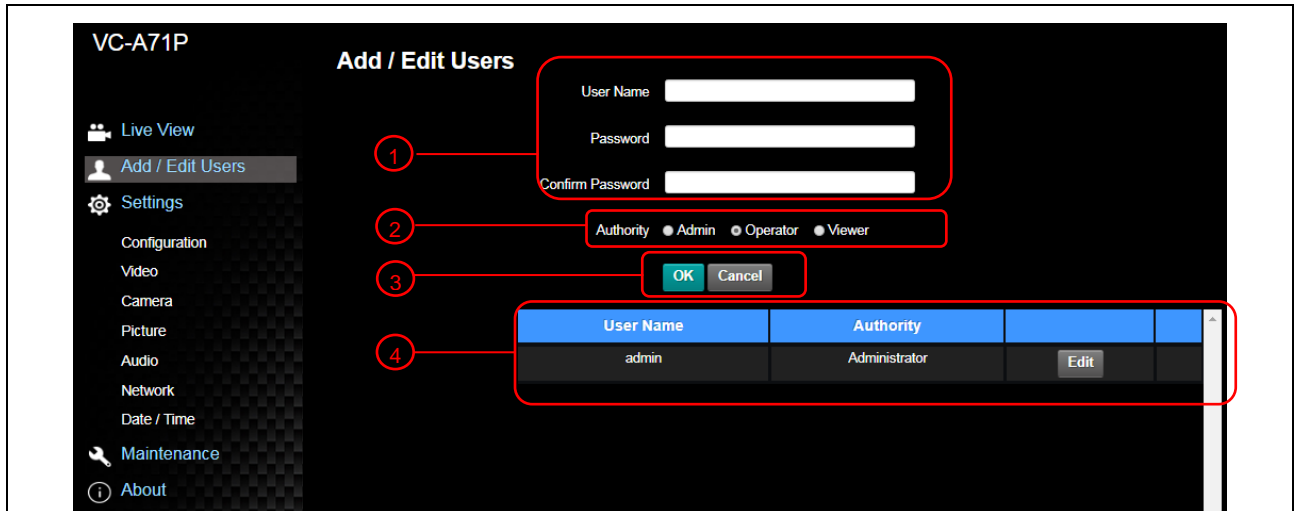 VC-A71P
Live View
Add / Edit Users
Settings
Configuration
Video
Camera
Picture
Audio
Network
Date / Time
Maintenance
About
Add / Edit Users
User Name
Password
Confirm Password
1
2
Authority Admin Operator Viewer
3
OK Cancel
4
User Name Authority
admin Administrator Edit